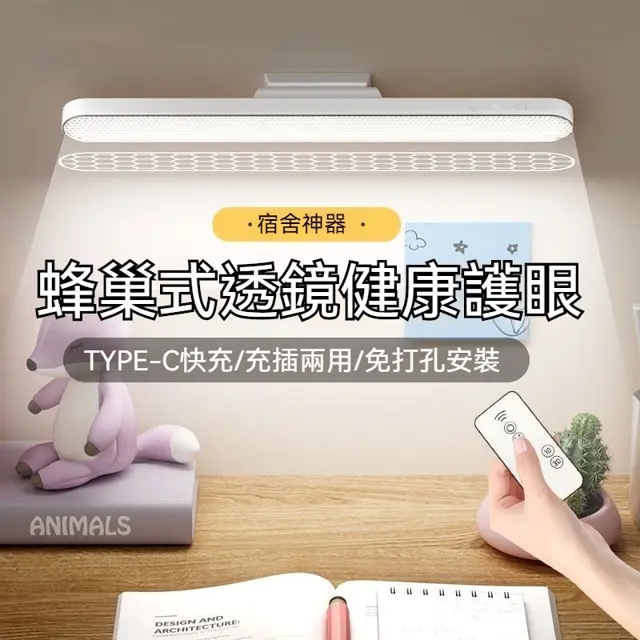 ·宿舍神器·
蜂巢式透鏡健康護眼
TYPE-C快充/充插兩用/免打孔安裝
ANIMALS
DESIGN AND
ARCHITECTURE: